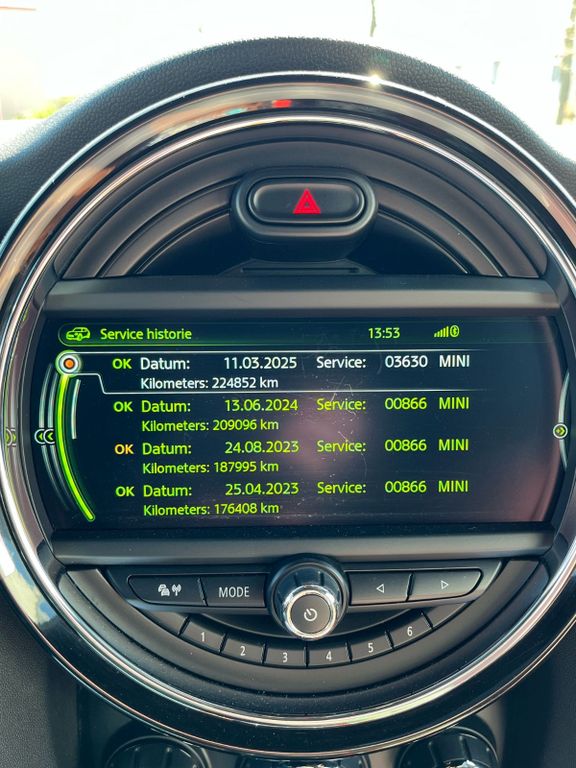 Service historie 13:53
OK Datum: 11.03.2025 Service: 03630 MINI
Kilometers: 224852 km
OK Datum: 13.06.2024 Service: 00866 MINI
Kilometers: 209096 km
OK Datum: 24.08.2023 Service: 00866 MINI
Kilometers: 187995 km
OK Datum: 25.04.2023 Service: 00866 MINI
Kilometers: 176408 km
MODE
1 2 3 4 5 6